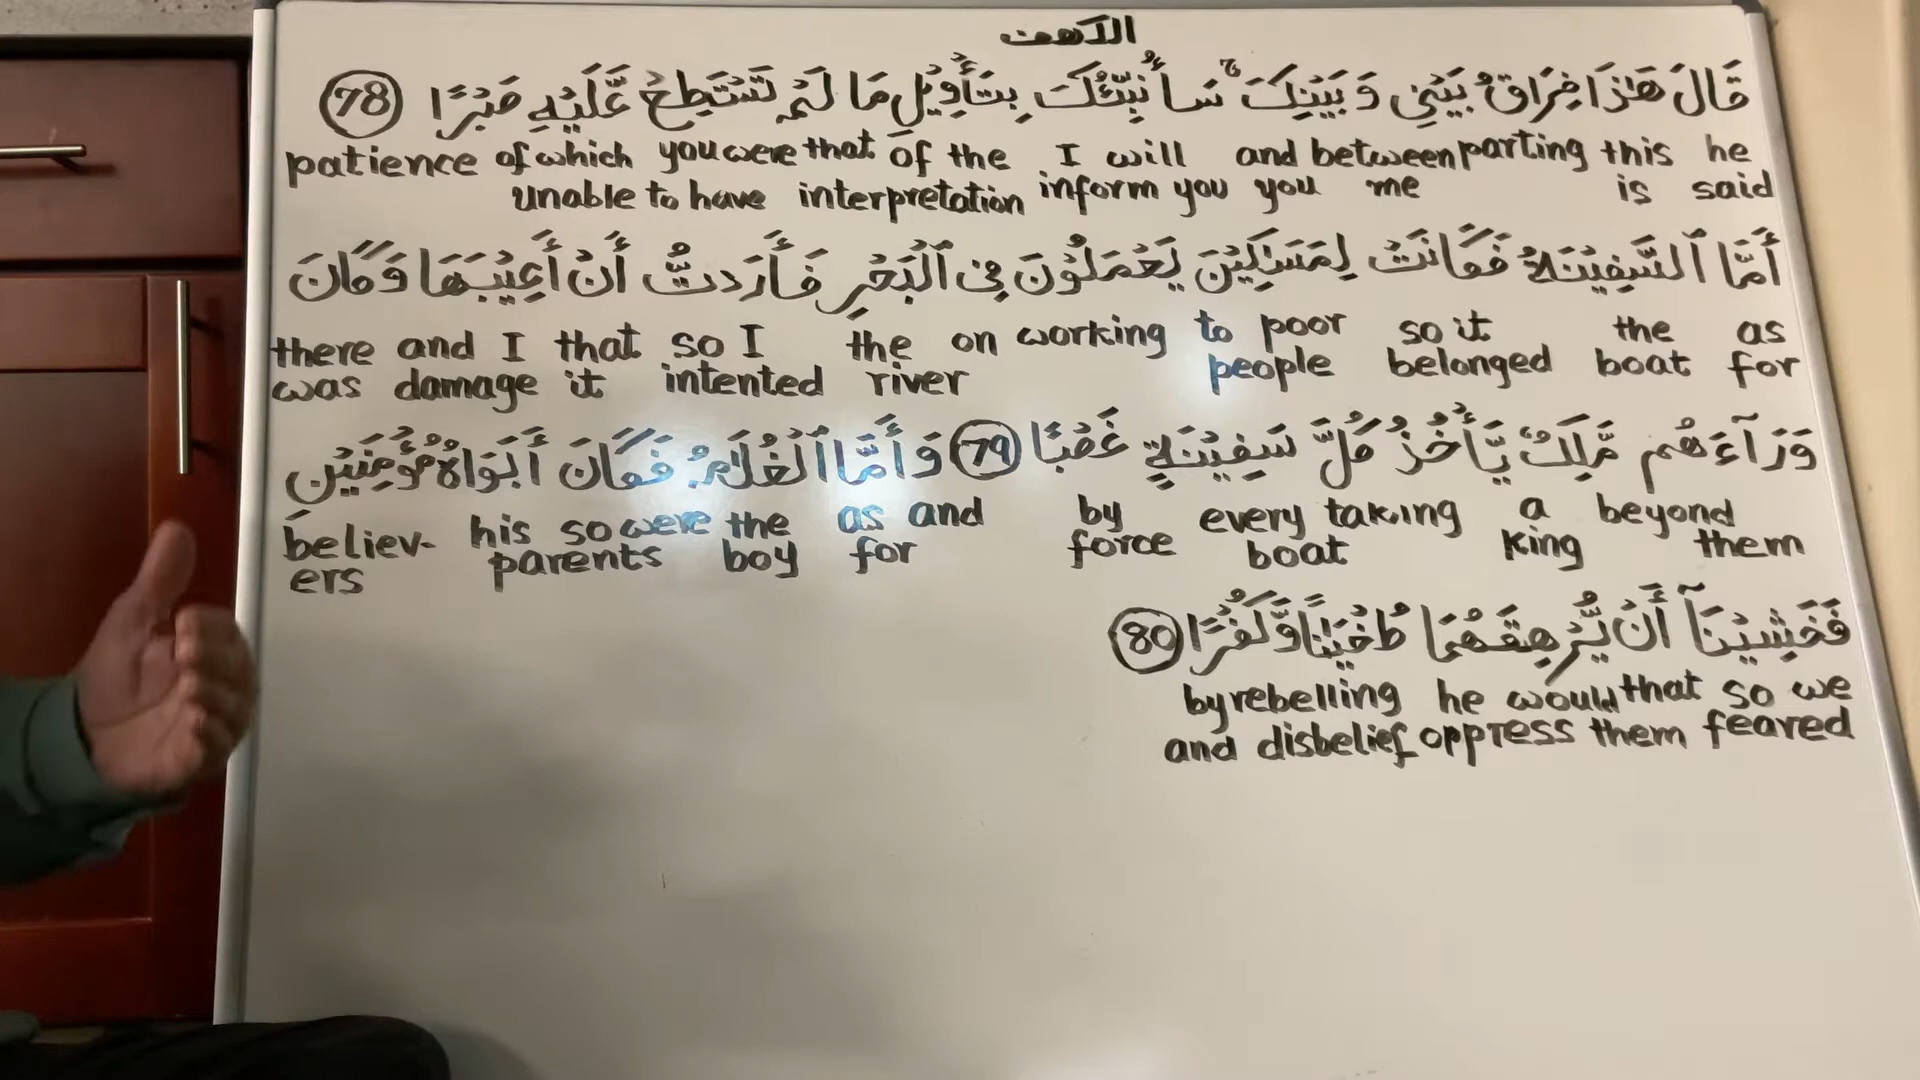 الكهف
قَالَ هَٰذَا فِرَاقُ بَيْنِي وَبَيْنِكَ ۚ سَأُنَبِّئُكَ بِتَأْوِيلِ مَا لَمْ تَسْتَطِعْ عَّلَيْهِ صَبْرًا 78
patience of which you were that of the I will and between parting this he
unable to have interpretation inform you you me is said
أَمَّا ٱلسَّفِينَةُ فَكَانَتْ لِمَسَٰكِينَ يَعْمَلُونَ فِى ٱلْبَحْرِ فَأَرَدتُّ أَنْ أَعِيبَهَا وَكَانَ
there and I that so I the on working to poor so it the as
was damage it intented river people belonged boat for
وَرَآءَهُم مَّلِكٌ يَأْخُذُ كُلَّ سَفِينَةٍ غَصْبًا 79 وَأَمَّا ٱلْغُلَٰمُ فَكَانَ أَبَوَاهُ مُؤْمِنَيْنِ
believ- his so were the as and by every taking a beyond
ers parents boy for force boat king them
فَخَشِينَآ أَنْ يُّرْهِقَهُمَا طُغْيَٰنًا وَّكُفْرًا 80
by rebelling he would that so we
and disbelief oppress them feared